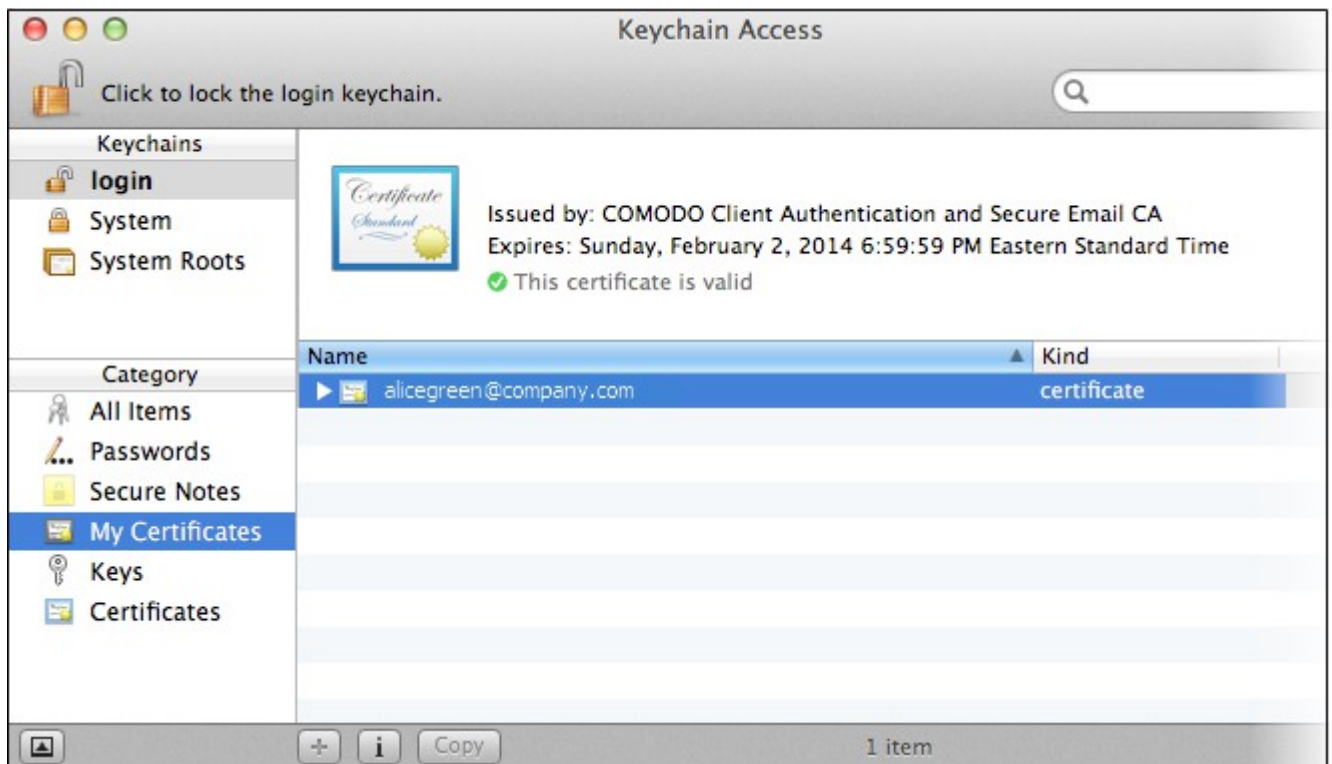 Keychain Access
Click to lock the login keychain.
Keychains
login
System
System Roots
Certificate
Standard
Issued by: COMODO Client Authentication and Secure Email CA
Expires: Sunday, February 2, 2014 6:59:59 PM Eastern Standard Time
This certificate is valid
Category
All Items
Passwords
Secure Notes
My Certificates
Keys
Certificates
Name Kind
alicegreen@company.com certificate
+ i Copy 1 item